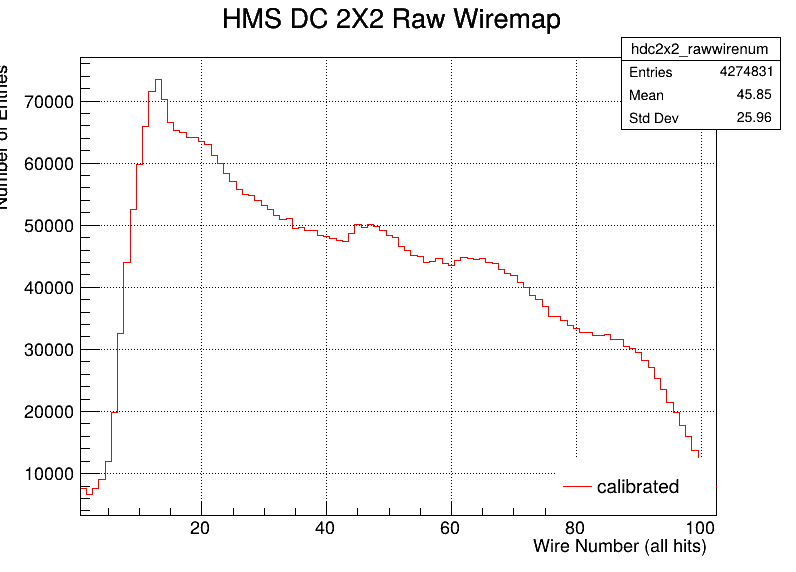 HMS DC 2X2 Raw Wiremap
hdc2x2_rawwirenum
Entries 4274831
Mean 45.85
Std Dev 25.96
Number of Entries
70000
60000
50000
40000
30000
20000
10000
calibrated
20 40 60 80 100
Wire Number (all hits)